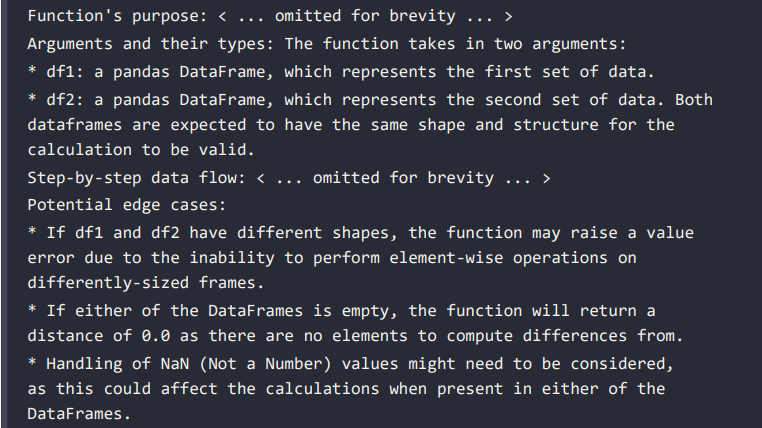 Function's purpose: < ... omitted for brevity ... >
Arguments and their types: The function takes in two arguments:
* df1: a pandas DataFrame, which represents the first set of data.
* df2: a pandas DataFrame, which represents the second set of data. Both
dataframes are expected to have the same shape and structure for the
calculation to be valid.
Step-by-step data flow: < ... omitted for brevity ... >
Potential edge cases:
* If df1 and df2 have different shapes, the function may raise a value
error due to the inability to perform element-wise operations on
differently-sized frames.
* If either of the DataFrames is empty, the function will return a
distance of 0.0 as there are no elements to compute differences from.
* Handling of NaN (Not a Number) values might need to be considered,
as this could affect the calculations when present in either of the
DataFrames.